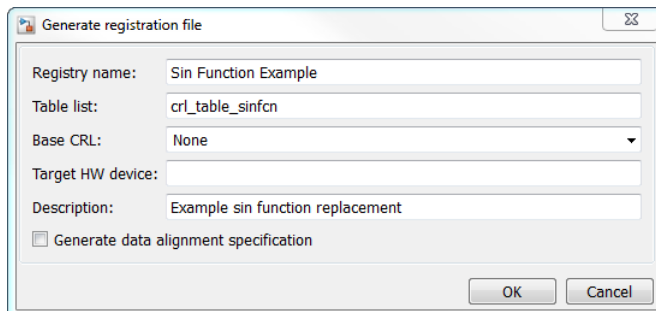 Generate registration file
Registry name: Sin Function Example
Table list: crl_table_sinfcn
Base CRL: None
Target HW device:
Description: Example sin function replacement
Generate data alignment specification
OK Cancel